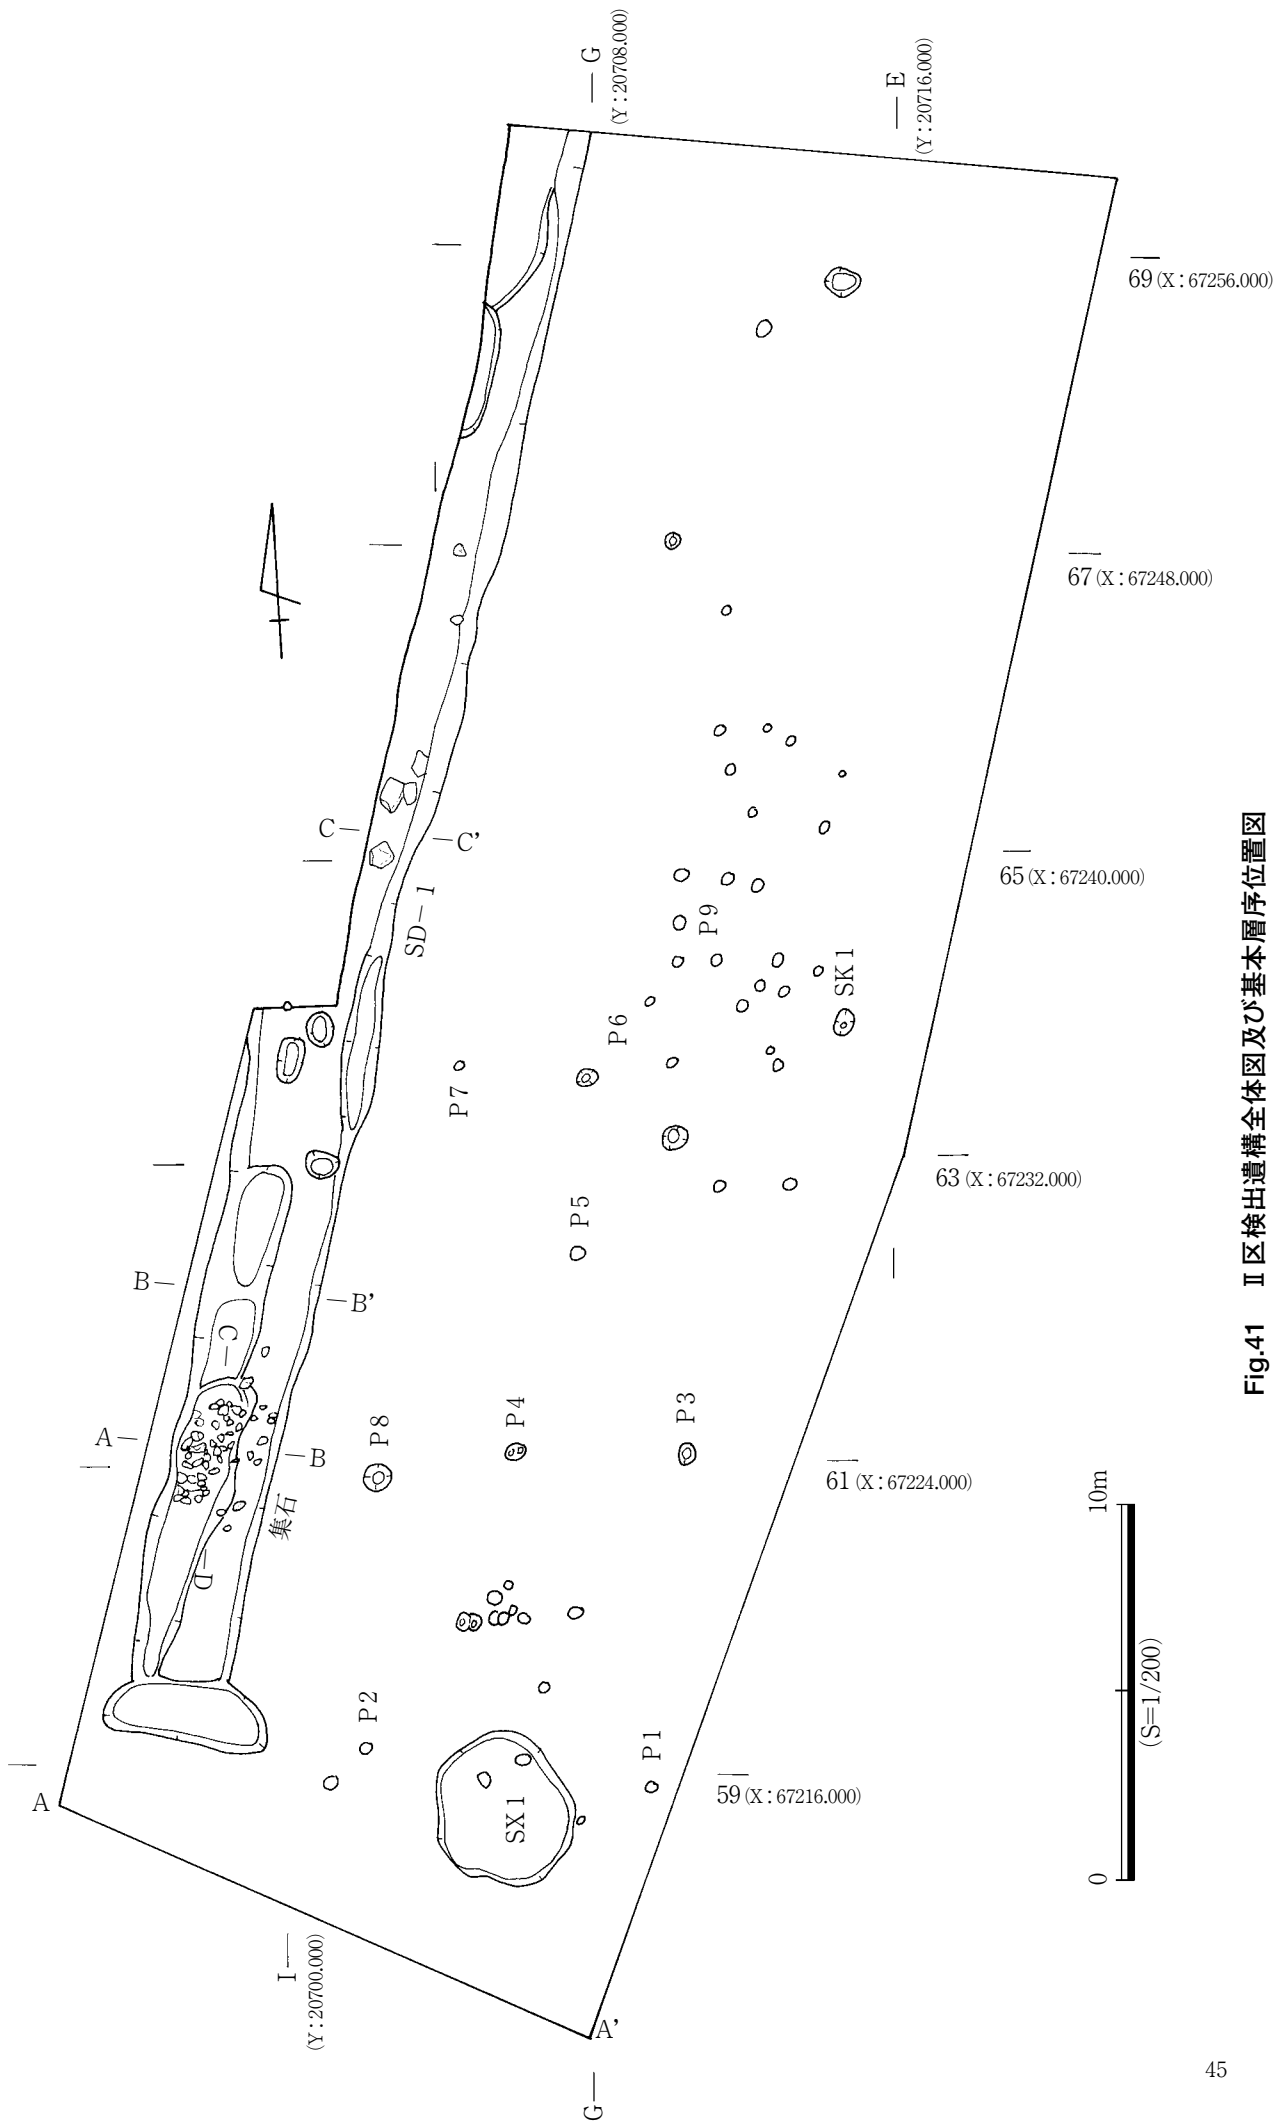 G
(Y : 20708.000)
E
(Y : 20716.000)
69 (X : 67256.000)
67 (X : 67248.000)
C
C’
65 (X : 67240.000)
SD－1
P9
SK1
P6
P7
63 (X : 67232.000)
P5
B
B’
C
A
P8
P4
P3
B
61 (X : 67224.000)
集石
D
P2
P1
SX1
59 (X : 67216.000)
A
I
(Y : 20700.000)
A’
G
0
10m
(S=1/200)
Fig.41 Ⅱ区検出遺構全体図及び基本層序位置図
45